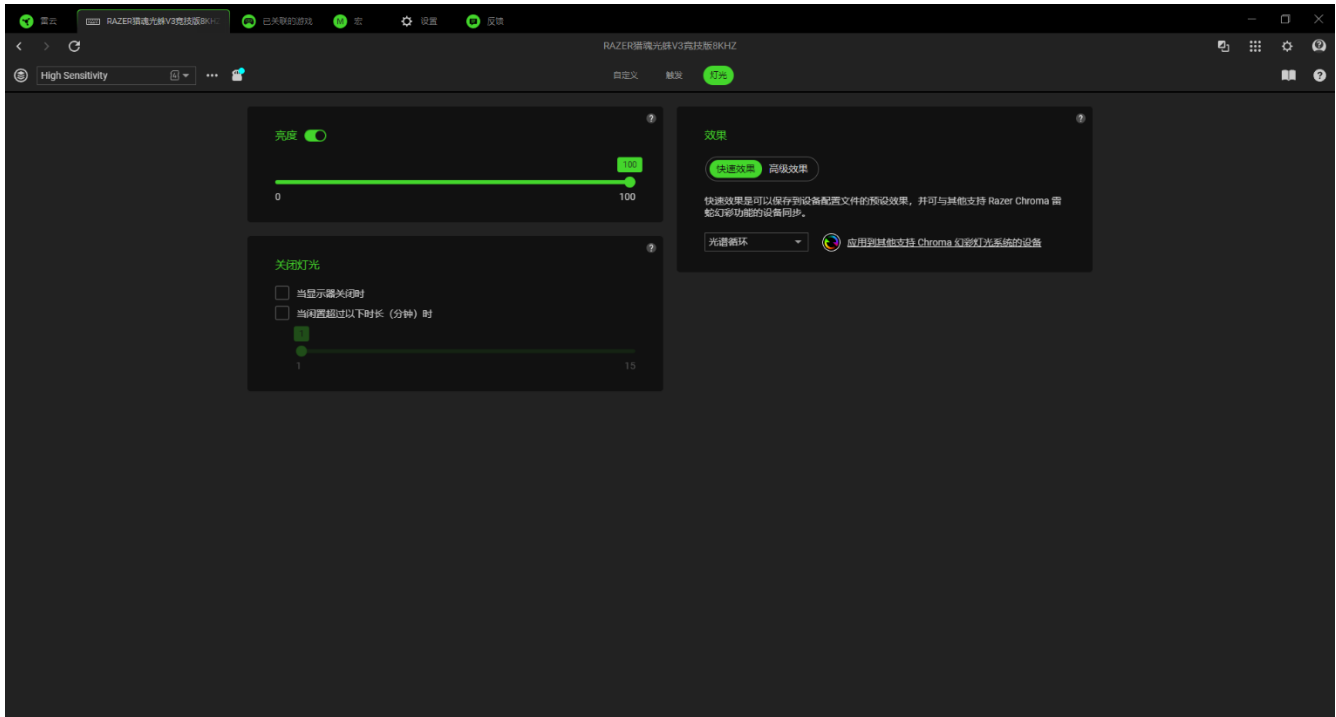 雷云
RAZER猎魂光蛛V3竞技版8KHZ
已关联的游戏
M 宏
设置
反馈
RAZER猎魂光蛛V3竞技版8KHZ
High Sensitivity
自定义
触发
灯光
亮度
100
0
100
关闭灯光
当显示器关闭时
当闲置超过以下时长（分钟）时
1
1
15
效果
快速效果
高级效果
快速效果是可以保存到设备配置文件的预设效果，并可与其他支持 Razer Chroma 雷
蛇幻彩功能的设备同步。
光谱循环
应用到其他支持 Chroma 幻彩灯光系统的设备